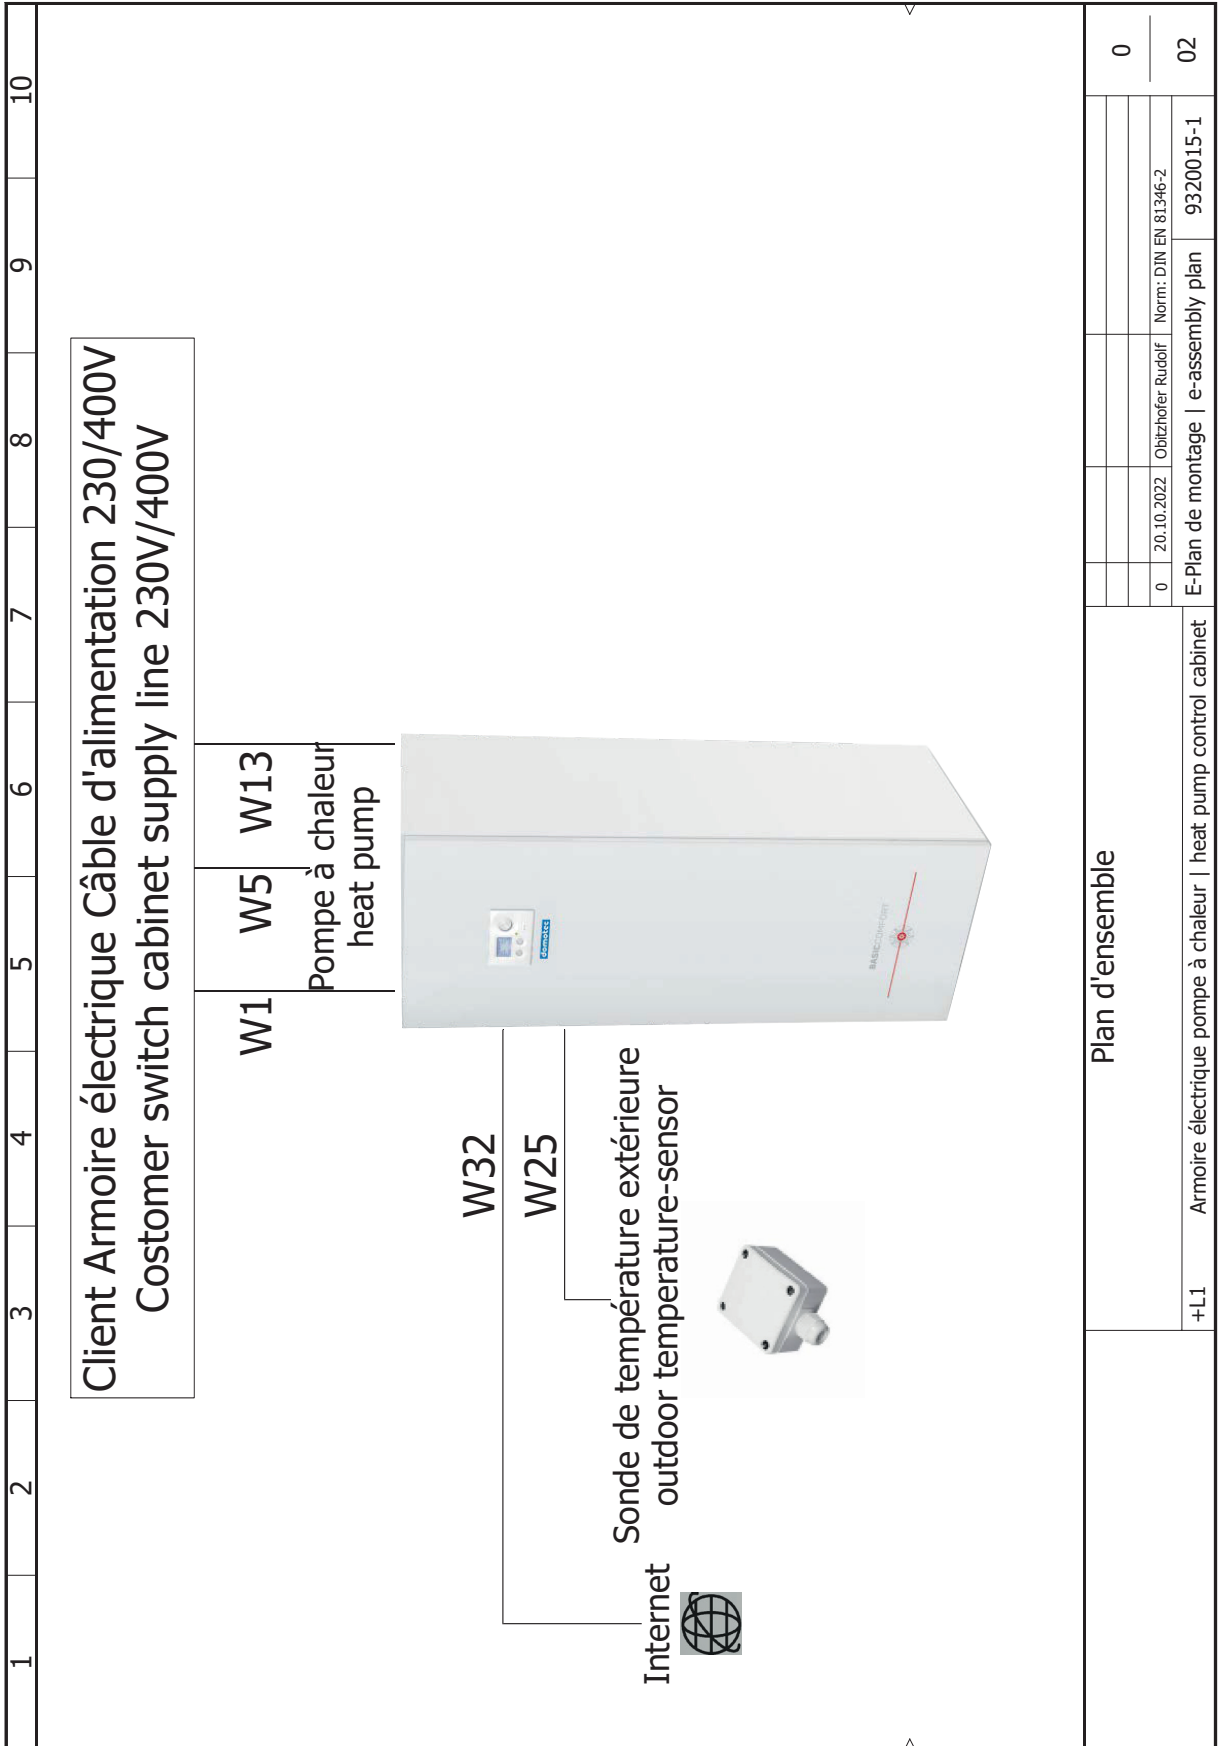 1 2 3 4 5 6 7 8 9 10
Client Armoire électrique Câble d'alimentation 230/400V
Costomer switch cabinet supply line 230V/400V
W1 W5 W13
Pompe à chaleur
heat pump
W32
W25
domotec
BASICCOMFORT
Sonde de température extérieure
outdoor temperature-sensor
Internet
Plan d'ensemble
0 20.10.2022 Obitzhofer Rudolf Norm: DIN EN 81346-2
0
+L1 Armoire électrique pompe à chaleur | heat pump control cabinet
E-Plan de montage | e-assembly plan 9320015-1
02